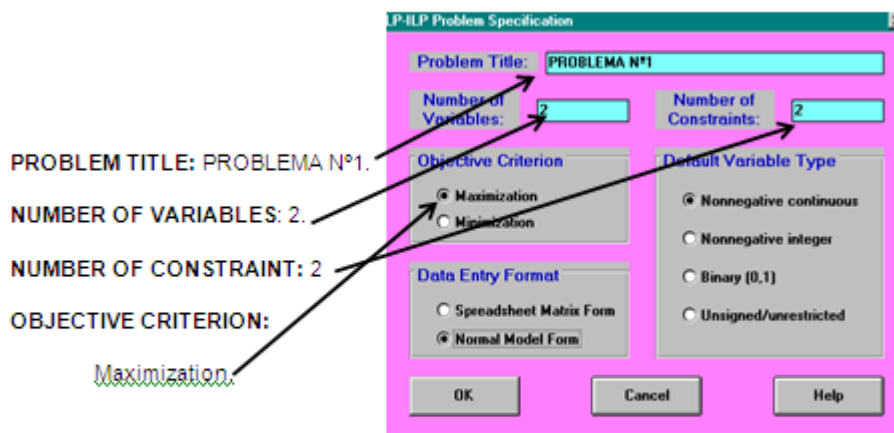 LP-ILP Problem Specification
Problem Title: PROBLEMA Nº1
Number of Variables: 2
Number of Constraints: 2
Objective Criterion
Maximization
Minimization
Default Variable Type
Nonnegative continuous
Nonnegative integer
Binary (0,1)
Unsigned/unrestricted
Data Entry Format
Spreadsheet Matrix Form
Normal Model Form
OK Cancel Help
PROBLEM TITLE: PROBLEMA Nº1.
NUMBER OF VARIABLES: 2.
NUMBER OF CONSTRAINT: 2
OBJECTIVE CRITERION:
Maximization.